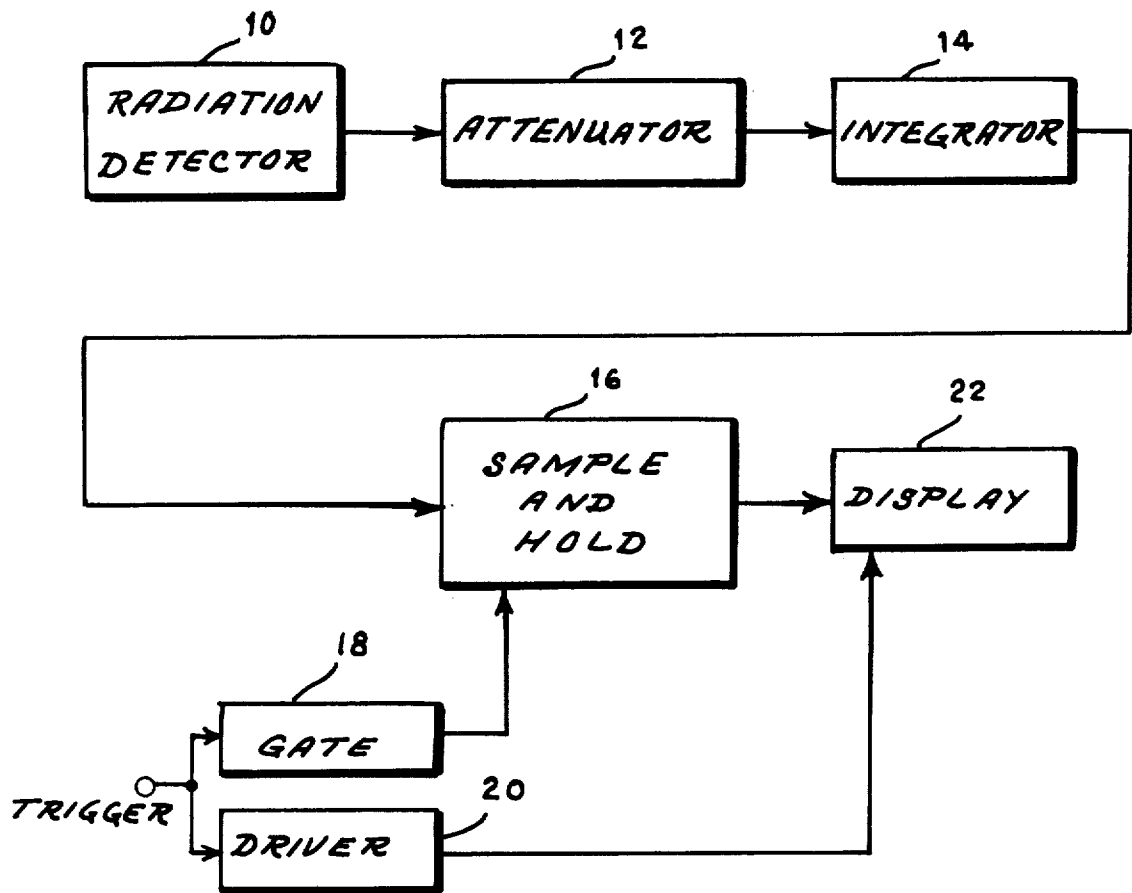 10
12
14
RADIATION
DETECTOR
ATTENUATOR
INTEGRATOR
16
22
SAMPLE
AND
HOLD
DISPLAY
18
GATE
TRIGGER
20
DRIVER